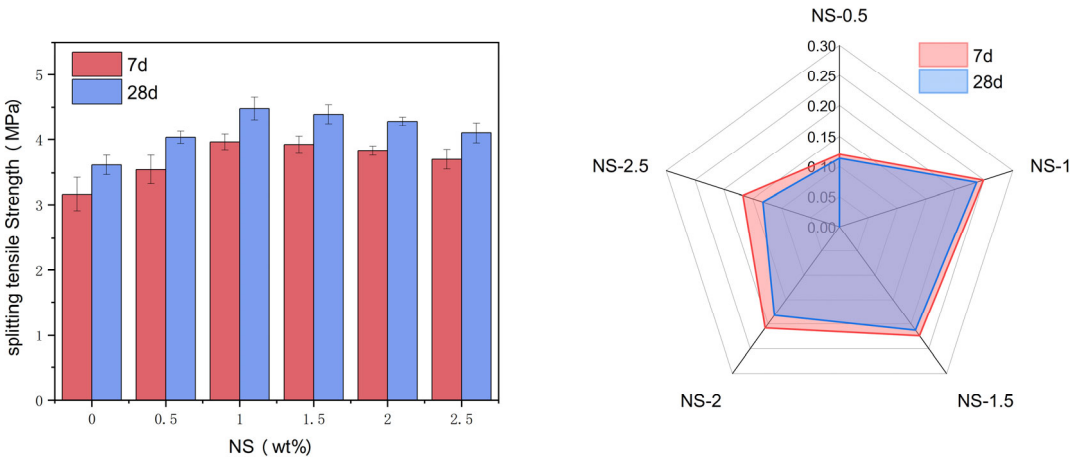 7d
28d
5
4
3
2
1
0
splitting tensile Strength ( MPa)
0
0.5
1
1.5
2
2.5
NS ( wt%)
NS-0.5
0.30
0.25
0.20
0.15
0.10
0.05
0.00
7d
28d
NS-2.5
NS-1
NS-2
NS-1.5